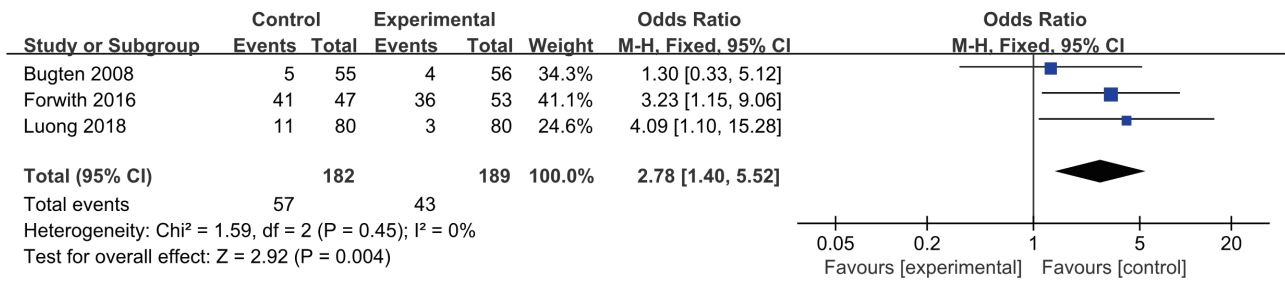 Control Experimental Odds Ratio Odds Ratio
Study or Subgroup Events Total Events Total Weight M-H, Fixed, 95% CI M-H, Fixed, 95% CI
Bugten 2008 5 55 4 56 34.3% 1.30 [0.33, 5.12]
Forwith 2016 41 47 36 53 41.1% 3.23 [1.15, 9.06]
Luong 2018 11 80 3 80 24.6% 4.09 [1.10, 15.28]
Total (95% CI) 182 189 100.0% 2.78 [1.40, 5.52]
Total events 57 43
Heterogeneity: Chi² = 1.59, df = 2 (P = 0.45); I² = 0%
Test for overall effect: Z = 2.92 (P = 0.004)
0.05 0.2 1 5 20
Favours [experimental] Favours [control]